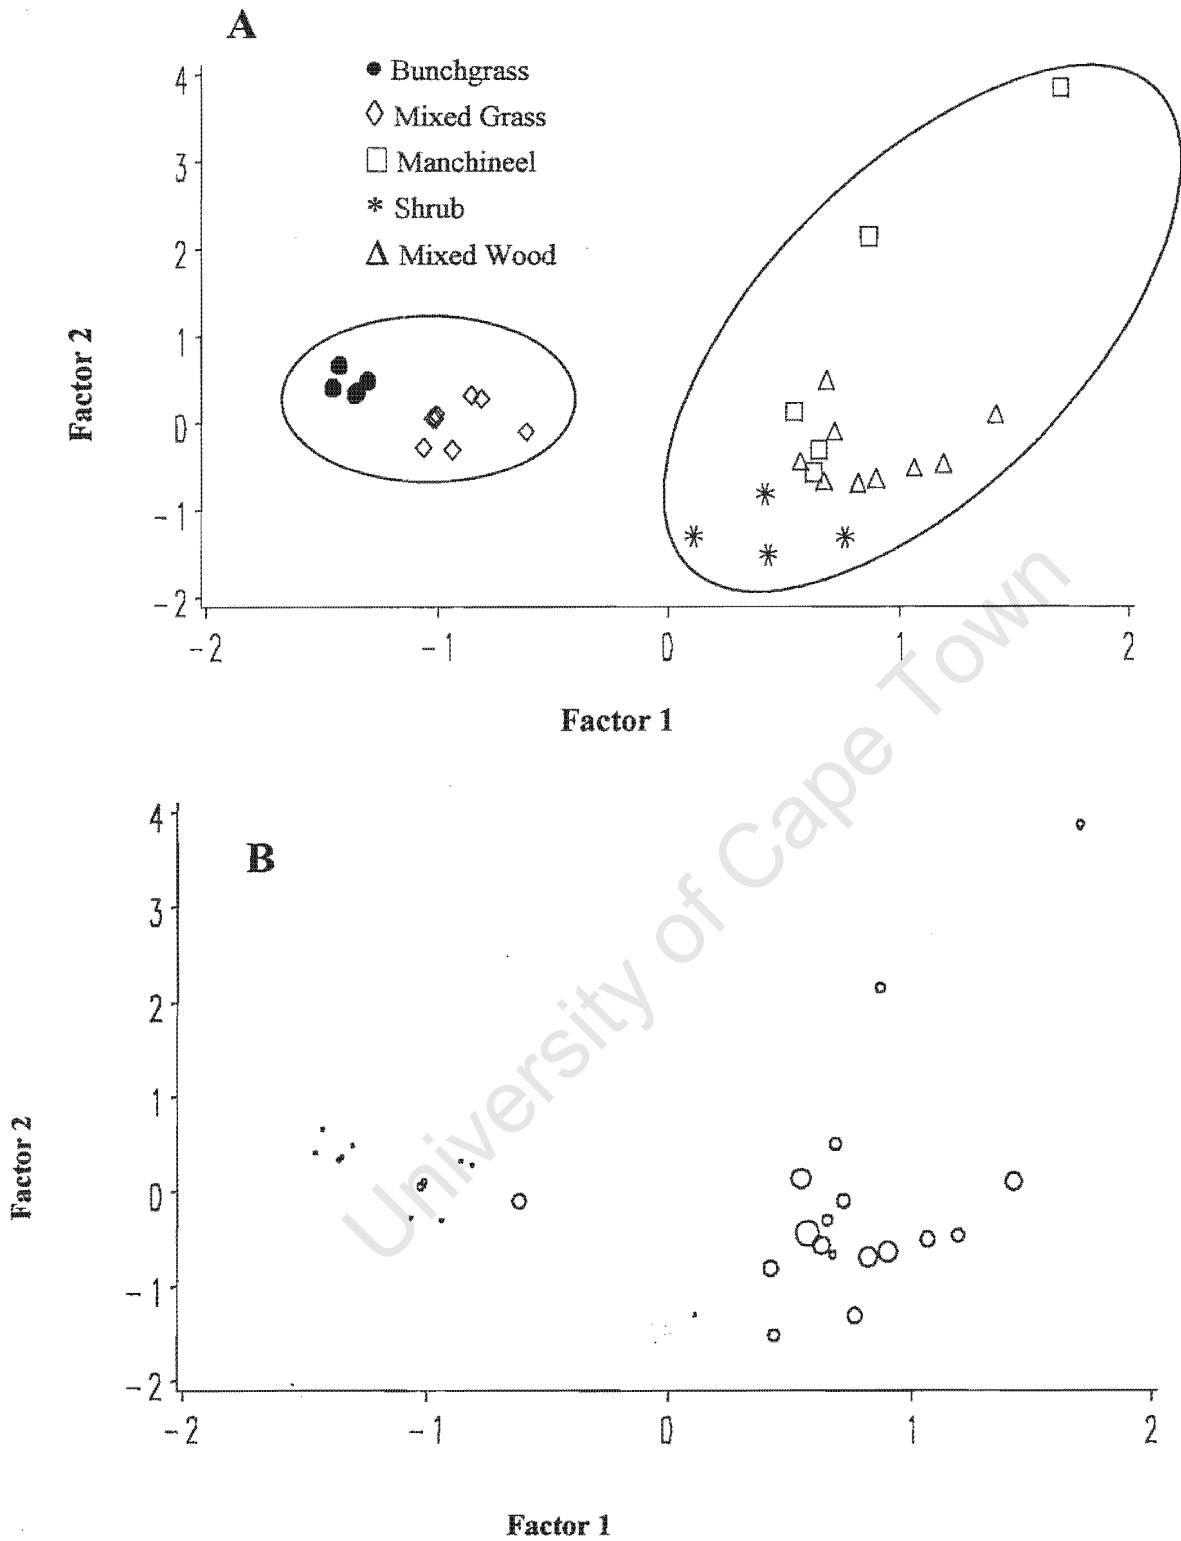 A
Bunchgrass
Mixed Grass
Manchineel
Shrub
Mixed Wood
4
3
2
1
0
-1
-2
Factor 2
-2 -1 0 1 2
Factor 1
University of Cape Town
B
4
3
2
1
0
-1
-2
Factor 2
-2 -1 0 1 2
Factor 1